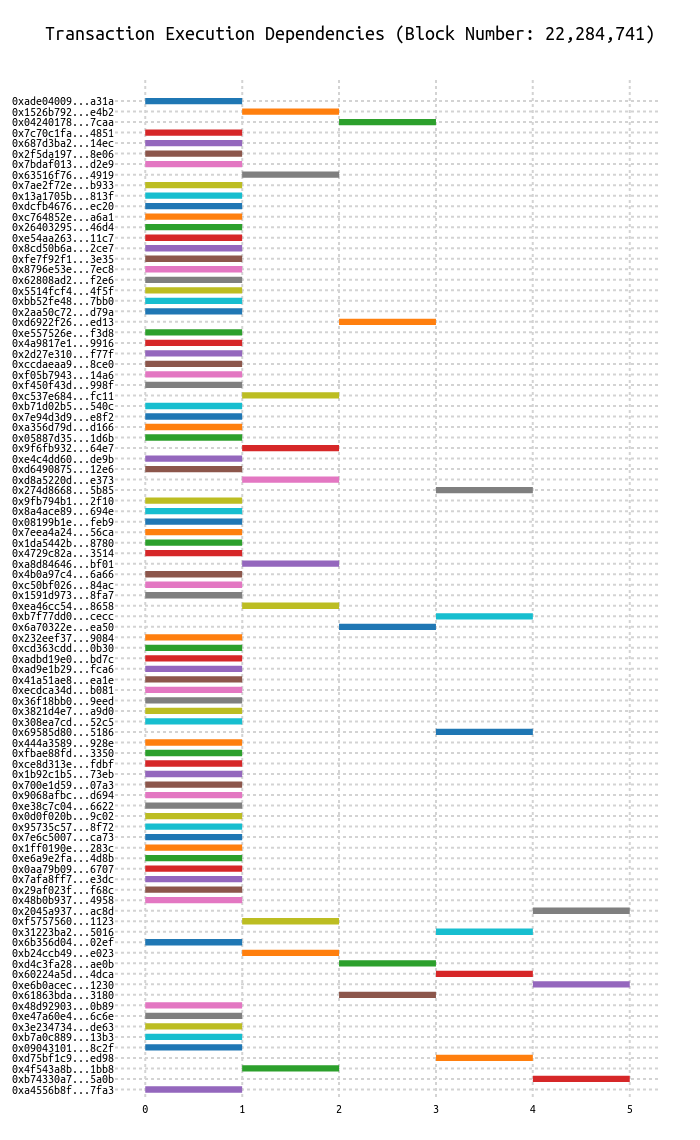 Transaction Execution Dependencies (Block Number: 22,284,741)
0xade04009...a31a
0x1526b792...e4b2
0x04240178...7caa
0x7c70c1fa...4851
0x687d3ba2...14ec
0x2f5da197...8e06
0x7bdaf013...d2e9
0x63516f76...4919
0x7ae2f72e...b933
0x13a1705b...813f
0xdcfb4676...ec20
0xc764852e...a6a1
0x26403295...46d4
0xe54aa263...11c7
0x8cd50b6a...2ce7
0xfe7f92f1...3e35
0x8796e53e...7ec8
0x62808ad2...f2e6
0x5514fcf4...4f5f
0xbb52fe48...7bb0
0x2aa50c72...d79a
0xd6922f26...ed13
0xe557526e...f3d8
0x4a9817e1...9916
0x2d27e310...f77f
0xccdaeaa9...8ce0
0xf05b7943...14a6
0xf450f43d...998f
0xc537e684...fc11
0xb71d02b5...540c
0x7e94d3d9...e8f2
0xa356d79d...d166
0x05887d35...1d6b
0x9f6fb932...64e7
0xe4c4dd60...de9b
0xd6490875...12e6
0xd8a5220d...e373
0x274d8668...5b85
0x9fb794b1...2f10
0x8a4ace89...694e
0x08199b1e...feb9
0x7eea4a24...56ca
0x1da5442b...8780
0x4729c82a...3514
0xa8d84646...bf01
0x4b0a97c4...6a66
0xc50bf026...84ac
0x1591d973...8fa7
0xea46cc54...8658
0xb7f77dd0...cecc
0x6a70322e...ea50
0x232eef37...9084
0xcd363cdd...0b30
0xadbd19e0...bd7c
0xad9e1b29...fca6
0x41a51ae8...ea1e
0xecdca34d...b081
0x36f18bb0...9eed
0x3821d4e7...a9d0
0x308ea7cd...52c5
0x69585d80...5186
0x444a3589...928e
0xfbae88fd...3350
0xce8d313e...fdbf
0x1b92c1b5...73eb
0x700e1d59...07a3
0x9068afbc...d694
0xe38c7c04...6622
0x0d0f020b...9c02
0x95735c57...8f72
0x7e6c5007...ca73
0x1ff0190e...283c
0xe6a9e2fa...4d8b
0x0aa79b09...6707
0x7afa8ff7...e3dc
0x29af023f...f68c
0x48b0b937...4958
0x2045a937...ac8d
0xf5757560...1123
0x31223ba2...5016
0x6b356d04...02ef
0xb24ccb49...e023
0xd4c3fa28...ae0b
0x60224a5d...4dca
0xe6b0acec...1230
0x61863bda...3180
0x48d92903...0b89
0xe47a60e4...6c6e
0x3e234734...de63
0xb7a0c889...13b3
0x09043101...8c2f
0xd75bf1c9...ed98
0x4f543a8b...1bb8
0xb74330a7...5a0b
0xa4556b8f...7fa3
0 1 2 3 4 5